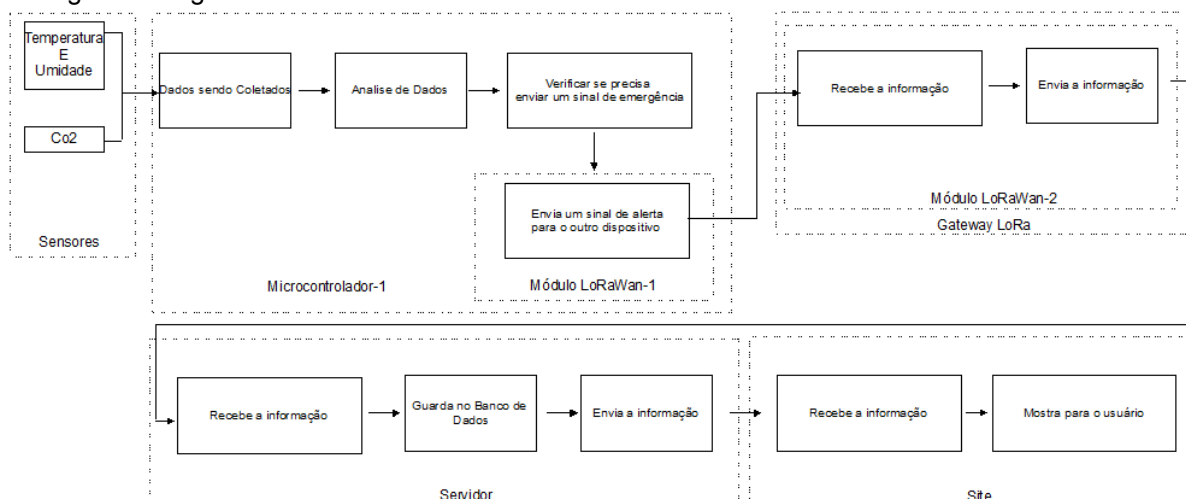 Temperatura
E
Umidade
Co2
Sensores
Dados sendo Coletados
Analise de Dados
Verificar se precisa
enviar um sinal de emergência
Envia um sinal de alerta
para o outro dispositivo
Módulo LoRaWan-1
Microcontrolador-1
Recebe a informação
Envia a informação
Módulo LoRaWan-2
Gateway LoRa
Recebe a informação
Guarda no Banco de
Dados
Envia a informação
Servidor
Recebe a informação
Mostra para o usuário
Site